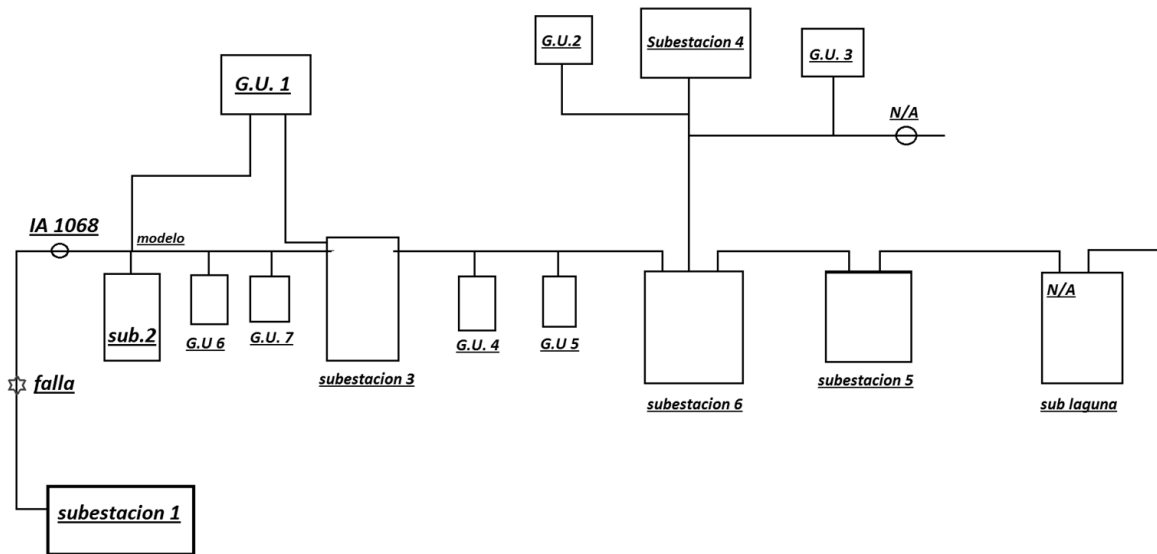 G.U.2
Subestacion 4
G.U. 3
G.U. 1
N/A
IA 1068
modelo
N/A
sub.2
G.U 6
G.U. 7
G.U. 4
G.U 5
subestacion 3
subestacion 6
subestacion 5
sub laguna
falla
subestacion 1